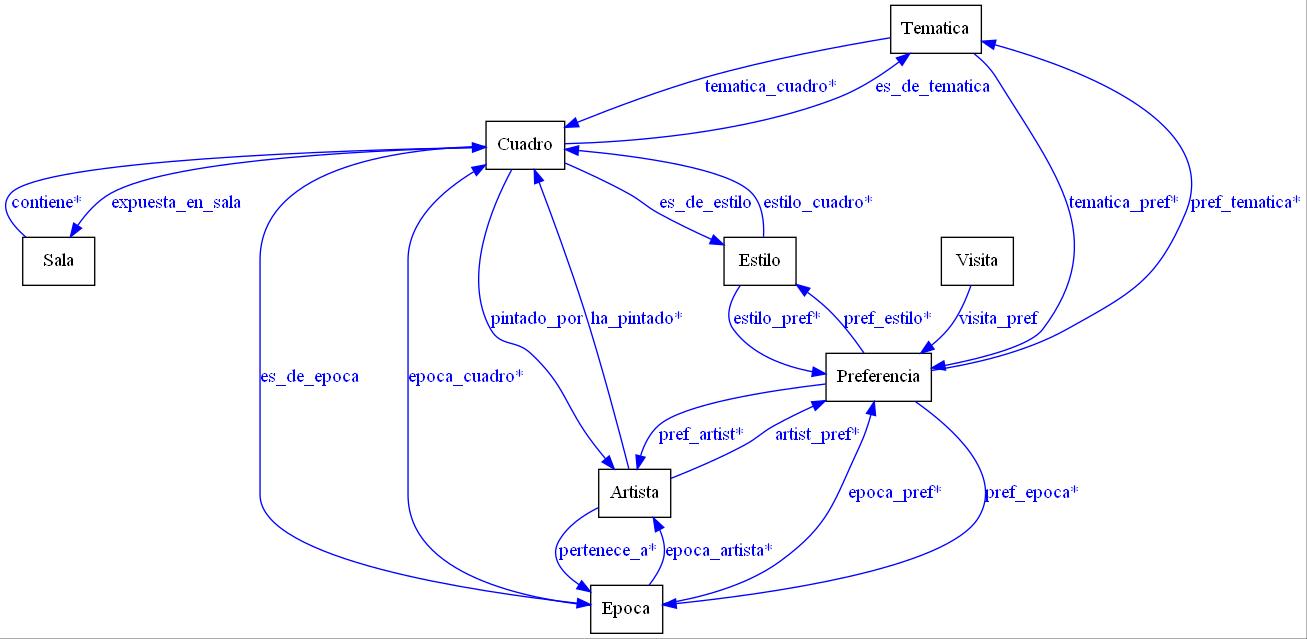 Tematica
tematica_cuadro*
es_de_tematica
Cuadro
contiene*
expuesta_en_sala
es_de_estilo
estilo_cuadro*
tematica_pref*
pref_tematica*
Sala
Estilo
Visita
pintado_por
ha_pintado*
estilo_pref*
pref_estilo*
visita_pref
es_de_epoca
epoca_cuadro*
Preferencia
pref_artist*
artist_pref*
Artista
epoca_pref*
pref_epoca*
pertenece_a*
epoca_artista*
Epoca